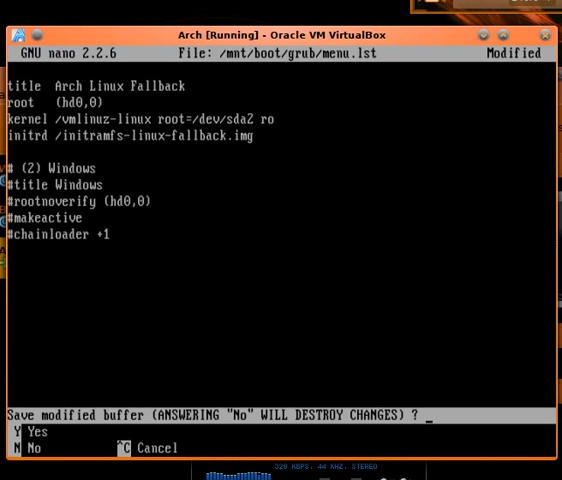 Arch [Running] - Oracle VM VirtualBox
GNU nano 2.2.6 File: /mnt/boot/grub/menu.lst Modified
title Arch Linux Fallback
root (hd0,0)
kernel /vmlinuz-linux root=/dev/sda2 ro
initrd /initramfs-linux-fallback.img
# (2) Windows
#title Windows
#rootnoverify (hd0,0)
#makeactive
#chainloader +1
Save modified buffer (ANSWERING "No" WILL DESTROY CHANGES) ? _
Y Yes
N No ^C Cancel
320 KBPS, 44 KHZ, STEREO